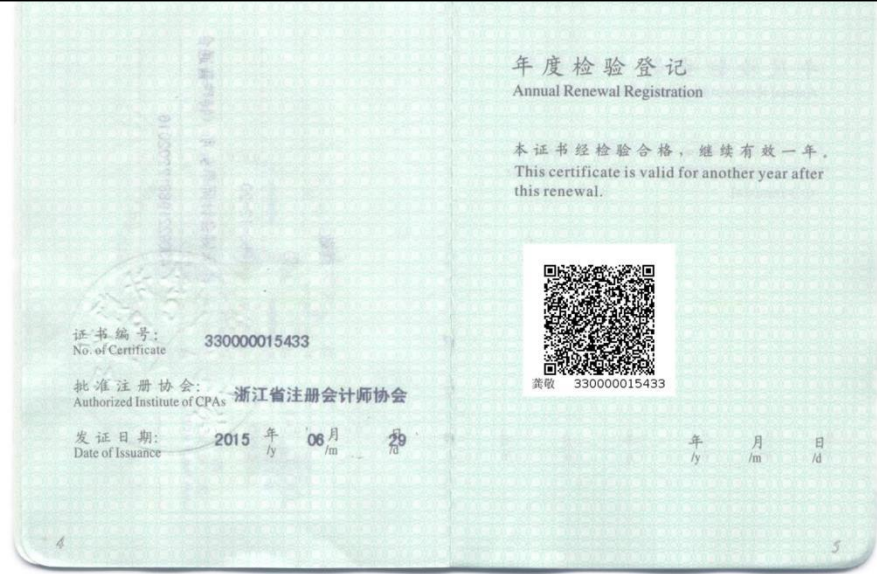 证书编号:
No. of Certificate
330000015433
批准注册协会:
Authorized Institute of CPAs
浙江省注册会计师协会
发证日期:
Date of Issuance
2015 年 06 月 29 日
/y /m /d
4
年度检验登记
Annual Renewal Registration
本证书经检验合格，继续有效一年。
This certificate is valid for another year after
this renewal.
龚敬 330000015433
年 月 日
/y /m /d
5